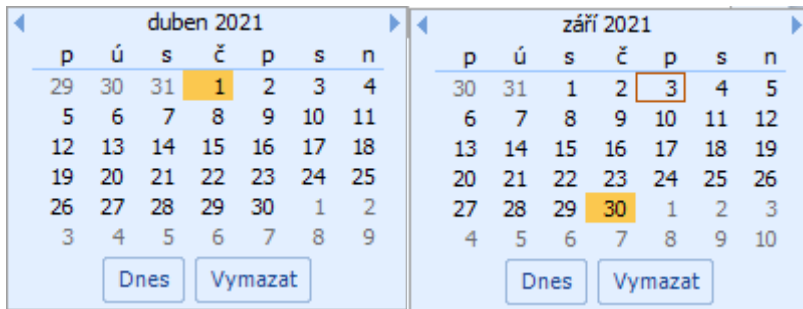 duben 2021
p ú s č p s n
29 30 31 1 2 3 4
5 6 7 8 9 10 11
12 13 14 15 16 17 18
19 20 21 22 23 24 25
26 27 28 29 30 1 2
3 4 5 6 7 8 9
Dnes Vymazat
září 2021
p ú s č p s n
30 31 1 2 3 4 5
6 7 8 9 10 11 12
13 14 15 16 17 18 19
20 21 22 23 24 25 26
27 28 29 30 1 2 3
4 5 6 7 8 9 10
Dnes Vymazat